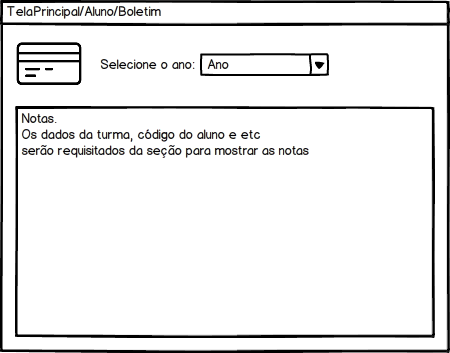 TelaPrincipal/Aluno/Boletim
Selecione o ano: Ano
Notas.
Os dados da turma, código do aluno e etc
serão requisitados da seção para mostrar as notas